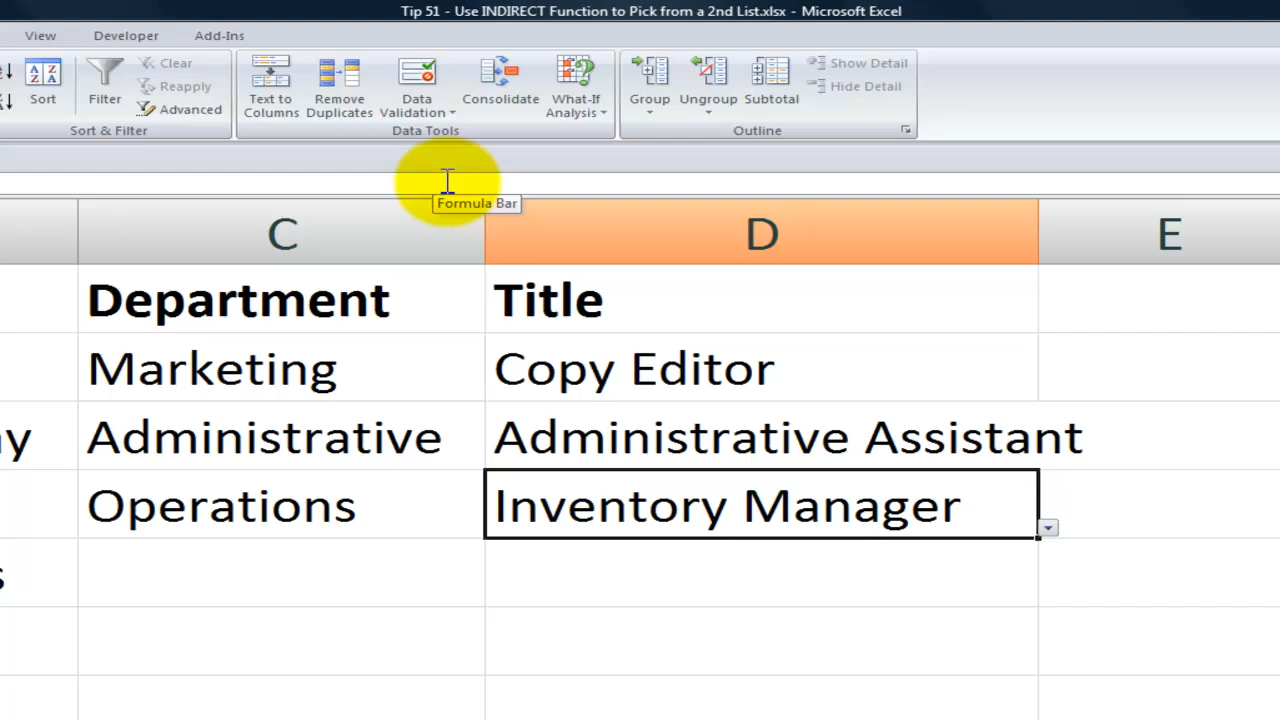 Tip 51 - Use INDIRECT Function to Pick from a 2nd List.xlsx - Microsoft Excel
View Developer Add-Ins
Sort
Filter
Clear
Reapply
Advanced
Sort & Filter
Text to Columns
Remove Duplicates
Data Validation
Consolidate
What-If Analysis
Data Tools
Group
Ungroup
Subtotal
Show Detail
Hide Detail
Outline
Formula Bar
C D E
Department Title
Marketing Copy Editor
Administrative Administrative Assistant
Operations Inventory Manager